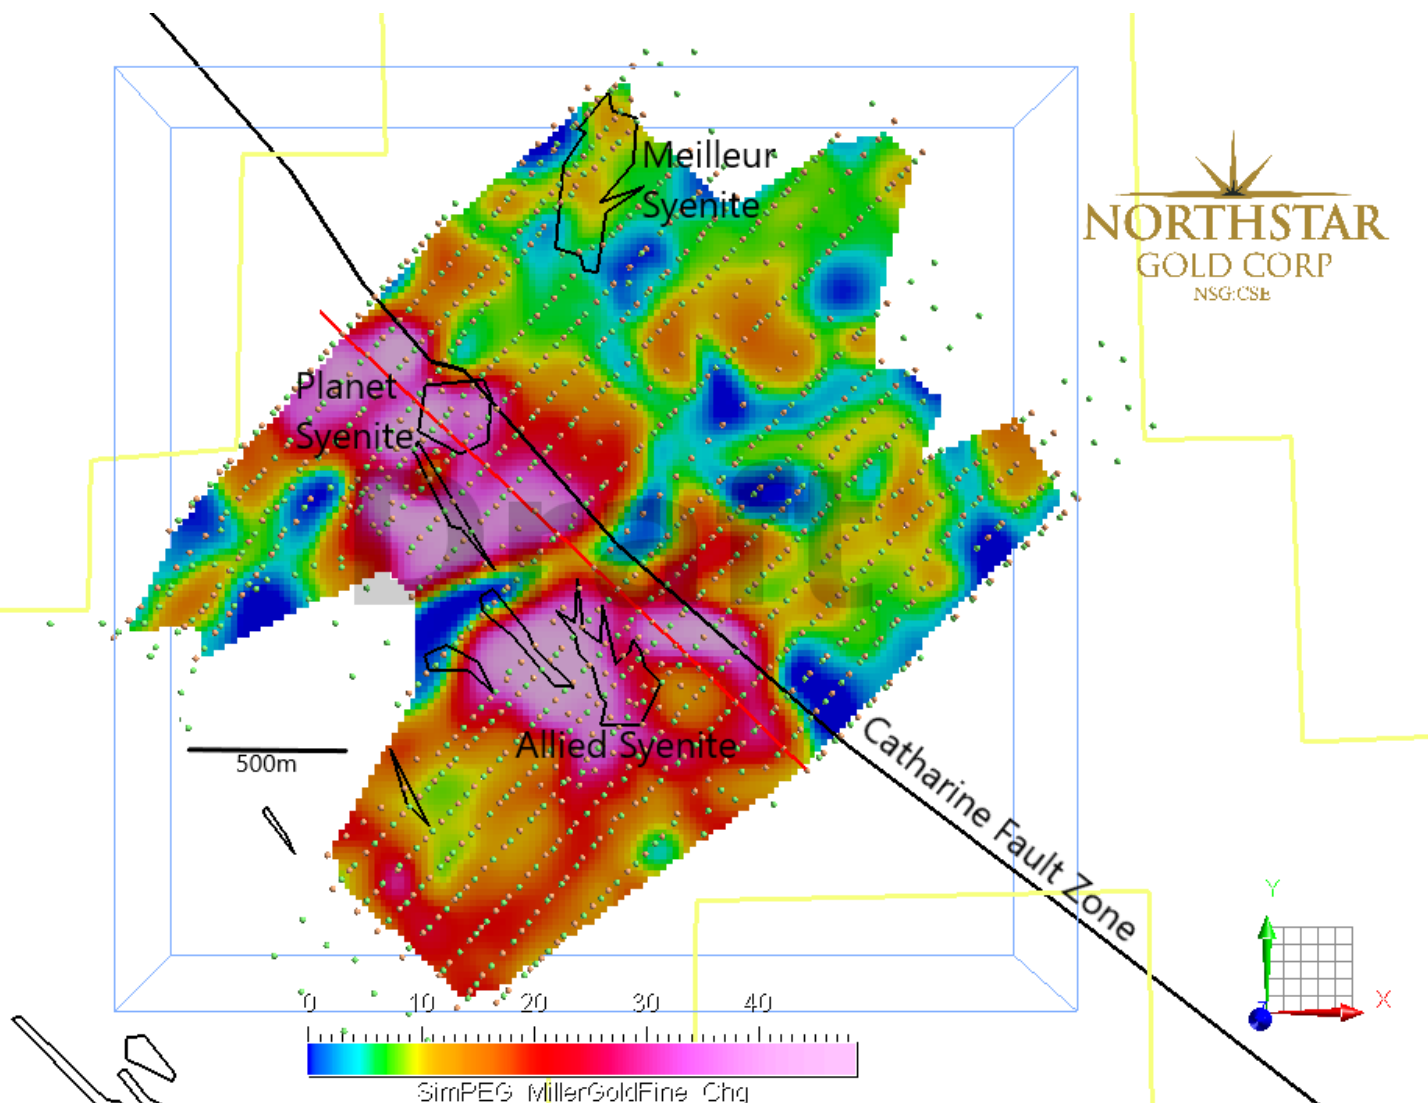 Meilleur
Syenite
NORTHSTAR
GOLD CORP
NSG:CSE
Planet
Syenite
Draft
Allied Syenite
500m
Catharine Fault Zone
Y
X
Z
0 10 20 30 40
SimPEG_MillerGoldFine_Chg